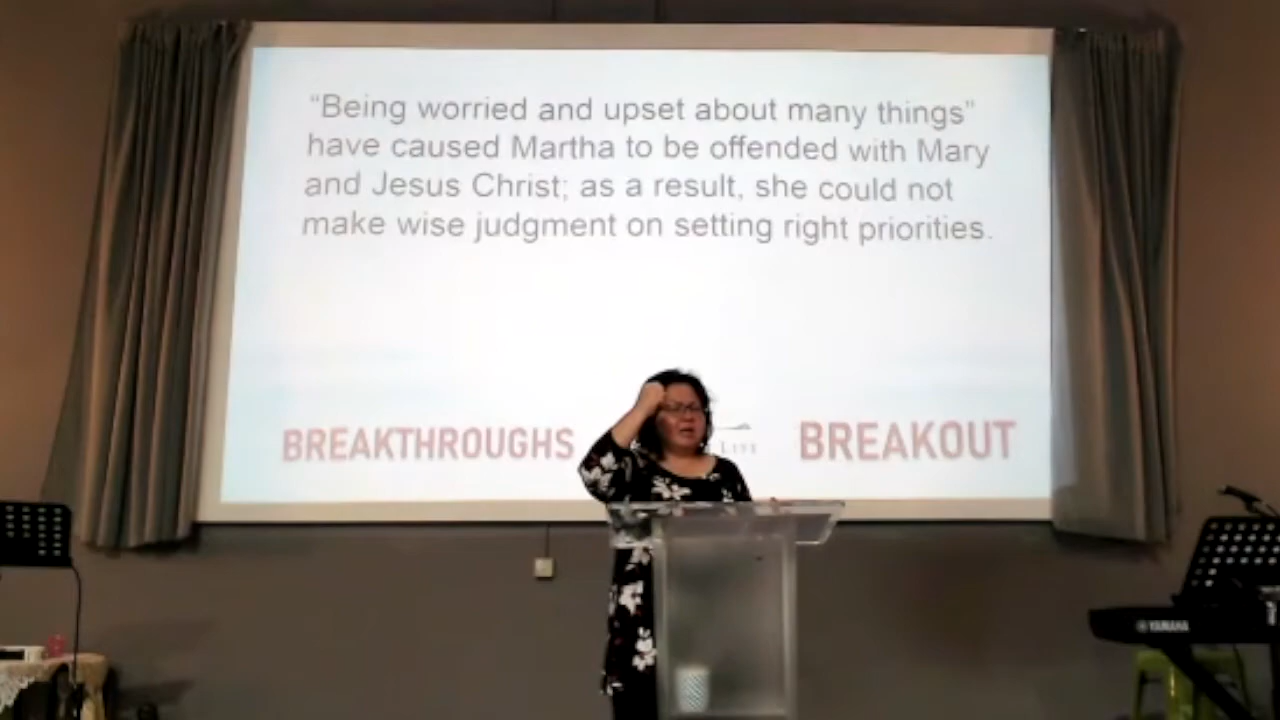 “Being worried and upset about many things”
have caused Martha to be offended with Mary
and Jesus Christ; as a result, she could not
make wise judgment on setting right priorities.
BREAKTHROUGHS
LIFE
BREAKOUT
YAMAHA